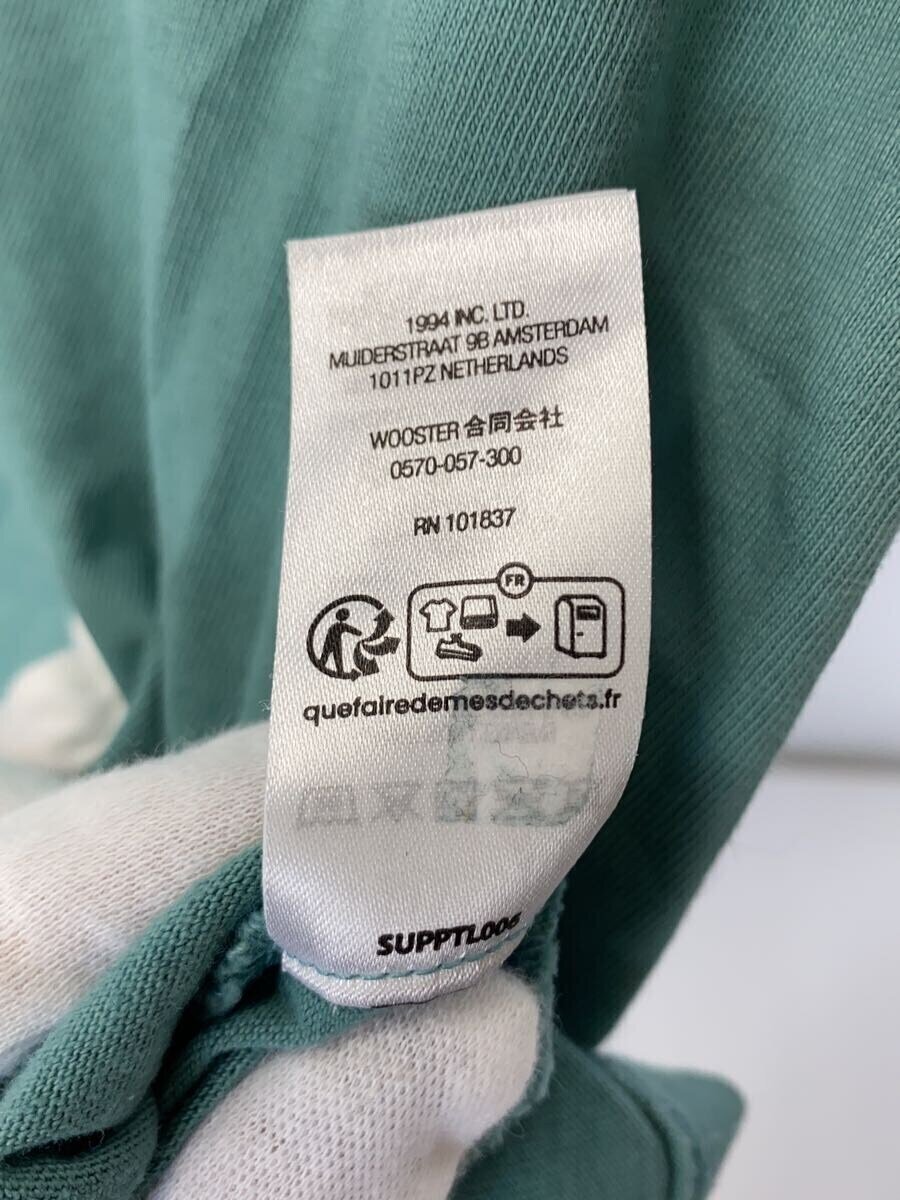 1994 INC. LTD.
MUIDERSTRAAT 9B AMSTERDAM
1011PZ NETHERLANDS
WOOSTER 合同会社
0570-057-300
RN 101837
FR
quefairedemesdechets.fr
SUPPTL006